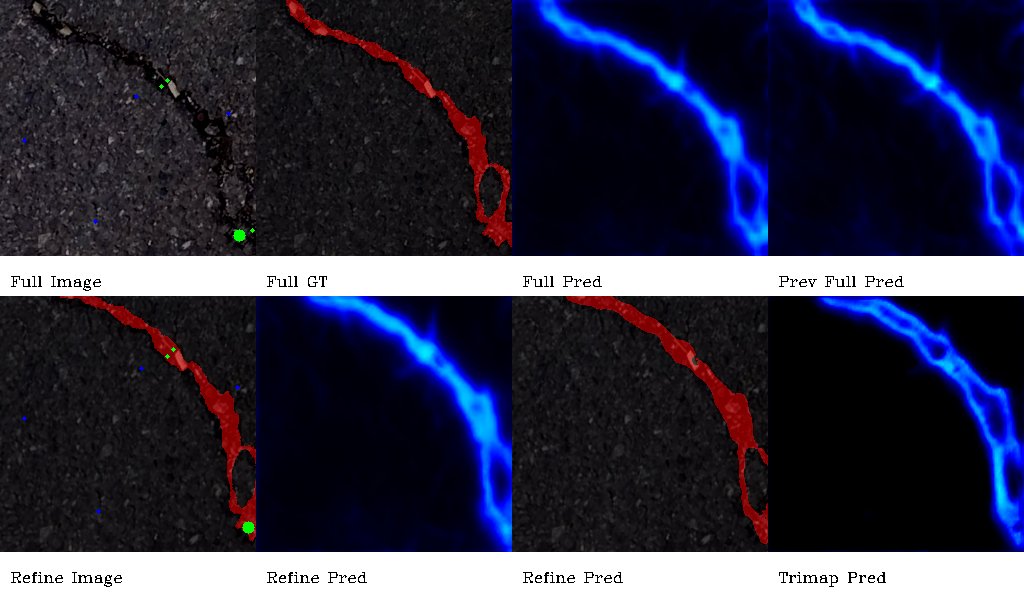 Full Image
Full GT
Full Pred
Prev Full Pred
Refine Image
Refine Pred
Refine Pred
Trimap Pred